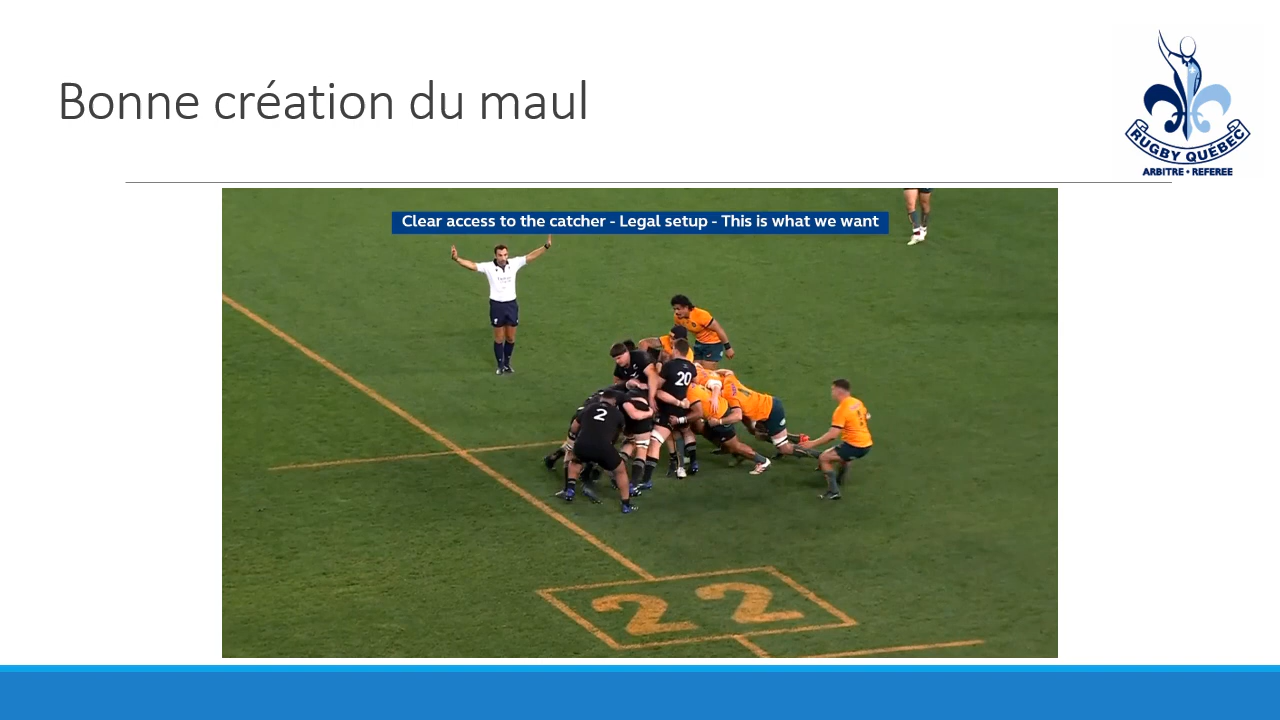 Bonne création du maul
RUGBY QUÉBEC
ARBITRE • REFEREE
Clear access to the catcher - Legal setup - This is what we want
20
2
22